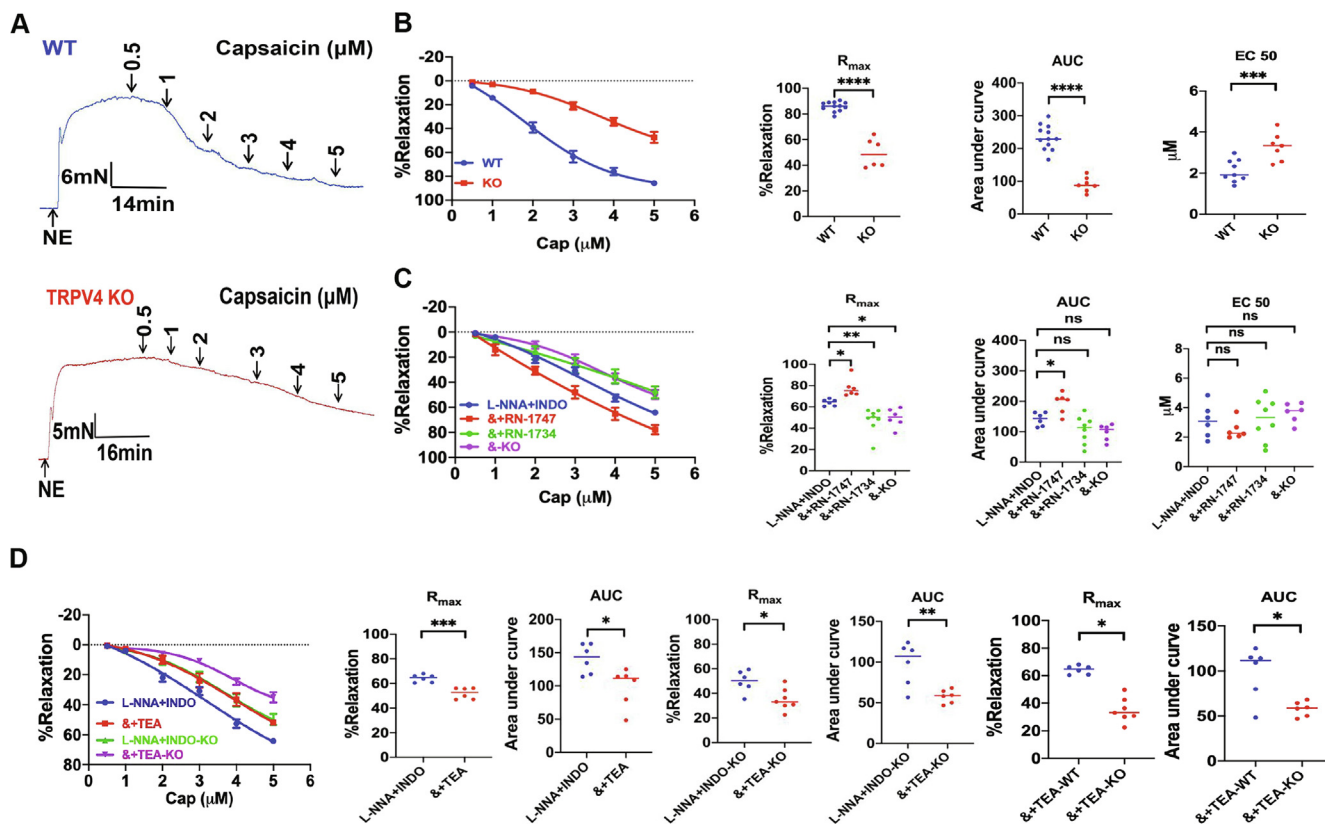 A
WT
Capsaicin (µM)
0.5
1
2
3
4
5
6mN
14min
NE
TRPV4 KO
Capsaicin (µM)
0.5
1
2
3
4
5
5mN
16min
NE
B
%Relaxation
-20
0
20
40
60
80
100
WT
KO
0 1 2 3 4 5 6
Cap (µM)
Rmax
****
%Relaxation
0
20
40
60
80
100
WT
KO
AUC
****
Area under curve
400
300
200
100
0
WT
KO
EC 50
***
µM
6
4
2
0
WT
KO
C
%Relaxation
-20
0
20
40
60
80
100
L-NNA+INDO
&+RN-1747
&+RN-1734
&-KO
0 1 2 3 4 5 6
Cap (µM)
Rmax
*
**
*
%Relaxation
100
80
60
40
20
0
L-NNA+INDO
&+RN-1747
&+RN-1734
&-KO
AUC
ns
ns
*
Area under curve
400
300
200
100
0
L-NNA+INDO
&+RN-1747
&+RN-1734
&-KO
EC 50
ns
ns
ns
µM
8
6
4
2
0
L-NNA+INDO
&+RN-1747
&+RN-1734
&-KO
D
%Relaxation
-20
0
20
40
60
80
L-NNA+INDO
&+TEA
L-NNA+INDO-KO
&+TEA-KO
0 1 2 3 4 5 6
Cap (µM)
Rmax
***
%Relaxation
100
80
60
40
20
0
L-NNA+INDO
&+TEA
AUC
*
Area under curve
200
150
100
50
0
L-NNA+INDO
&+TEA
Rmax
*
%Relaxation
100
80
60
40
20
0
L-NNA+INDO-KO
&+TEA-KO
AUC
**
Area under curve
150
100
50
0
L-NNA+INDO-KO
&+TEA-KO
Rmax
*
%Relaxation
100
80
60
40
20
0
&+TEA-WT
&+TEA-KO
AUC
*
Area under curve
150
100
50
0
&+TEA-WT
&+TEA-KO